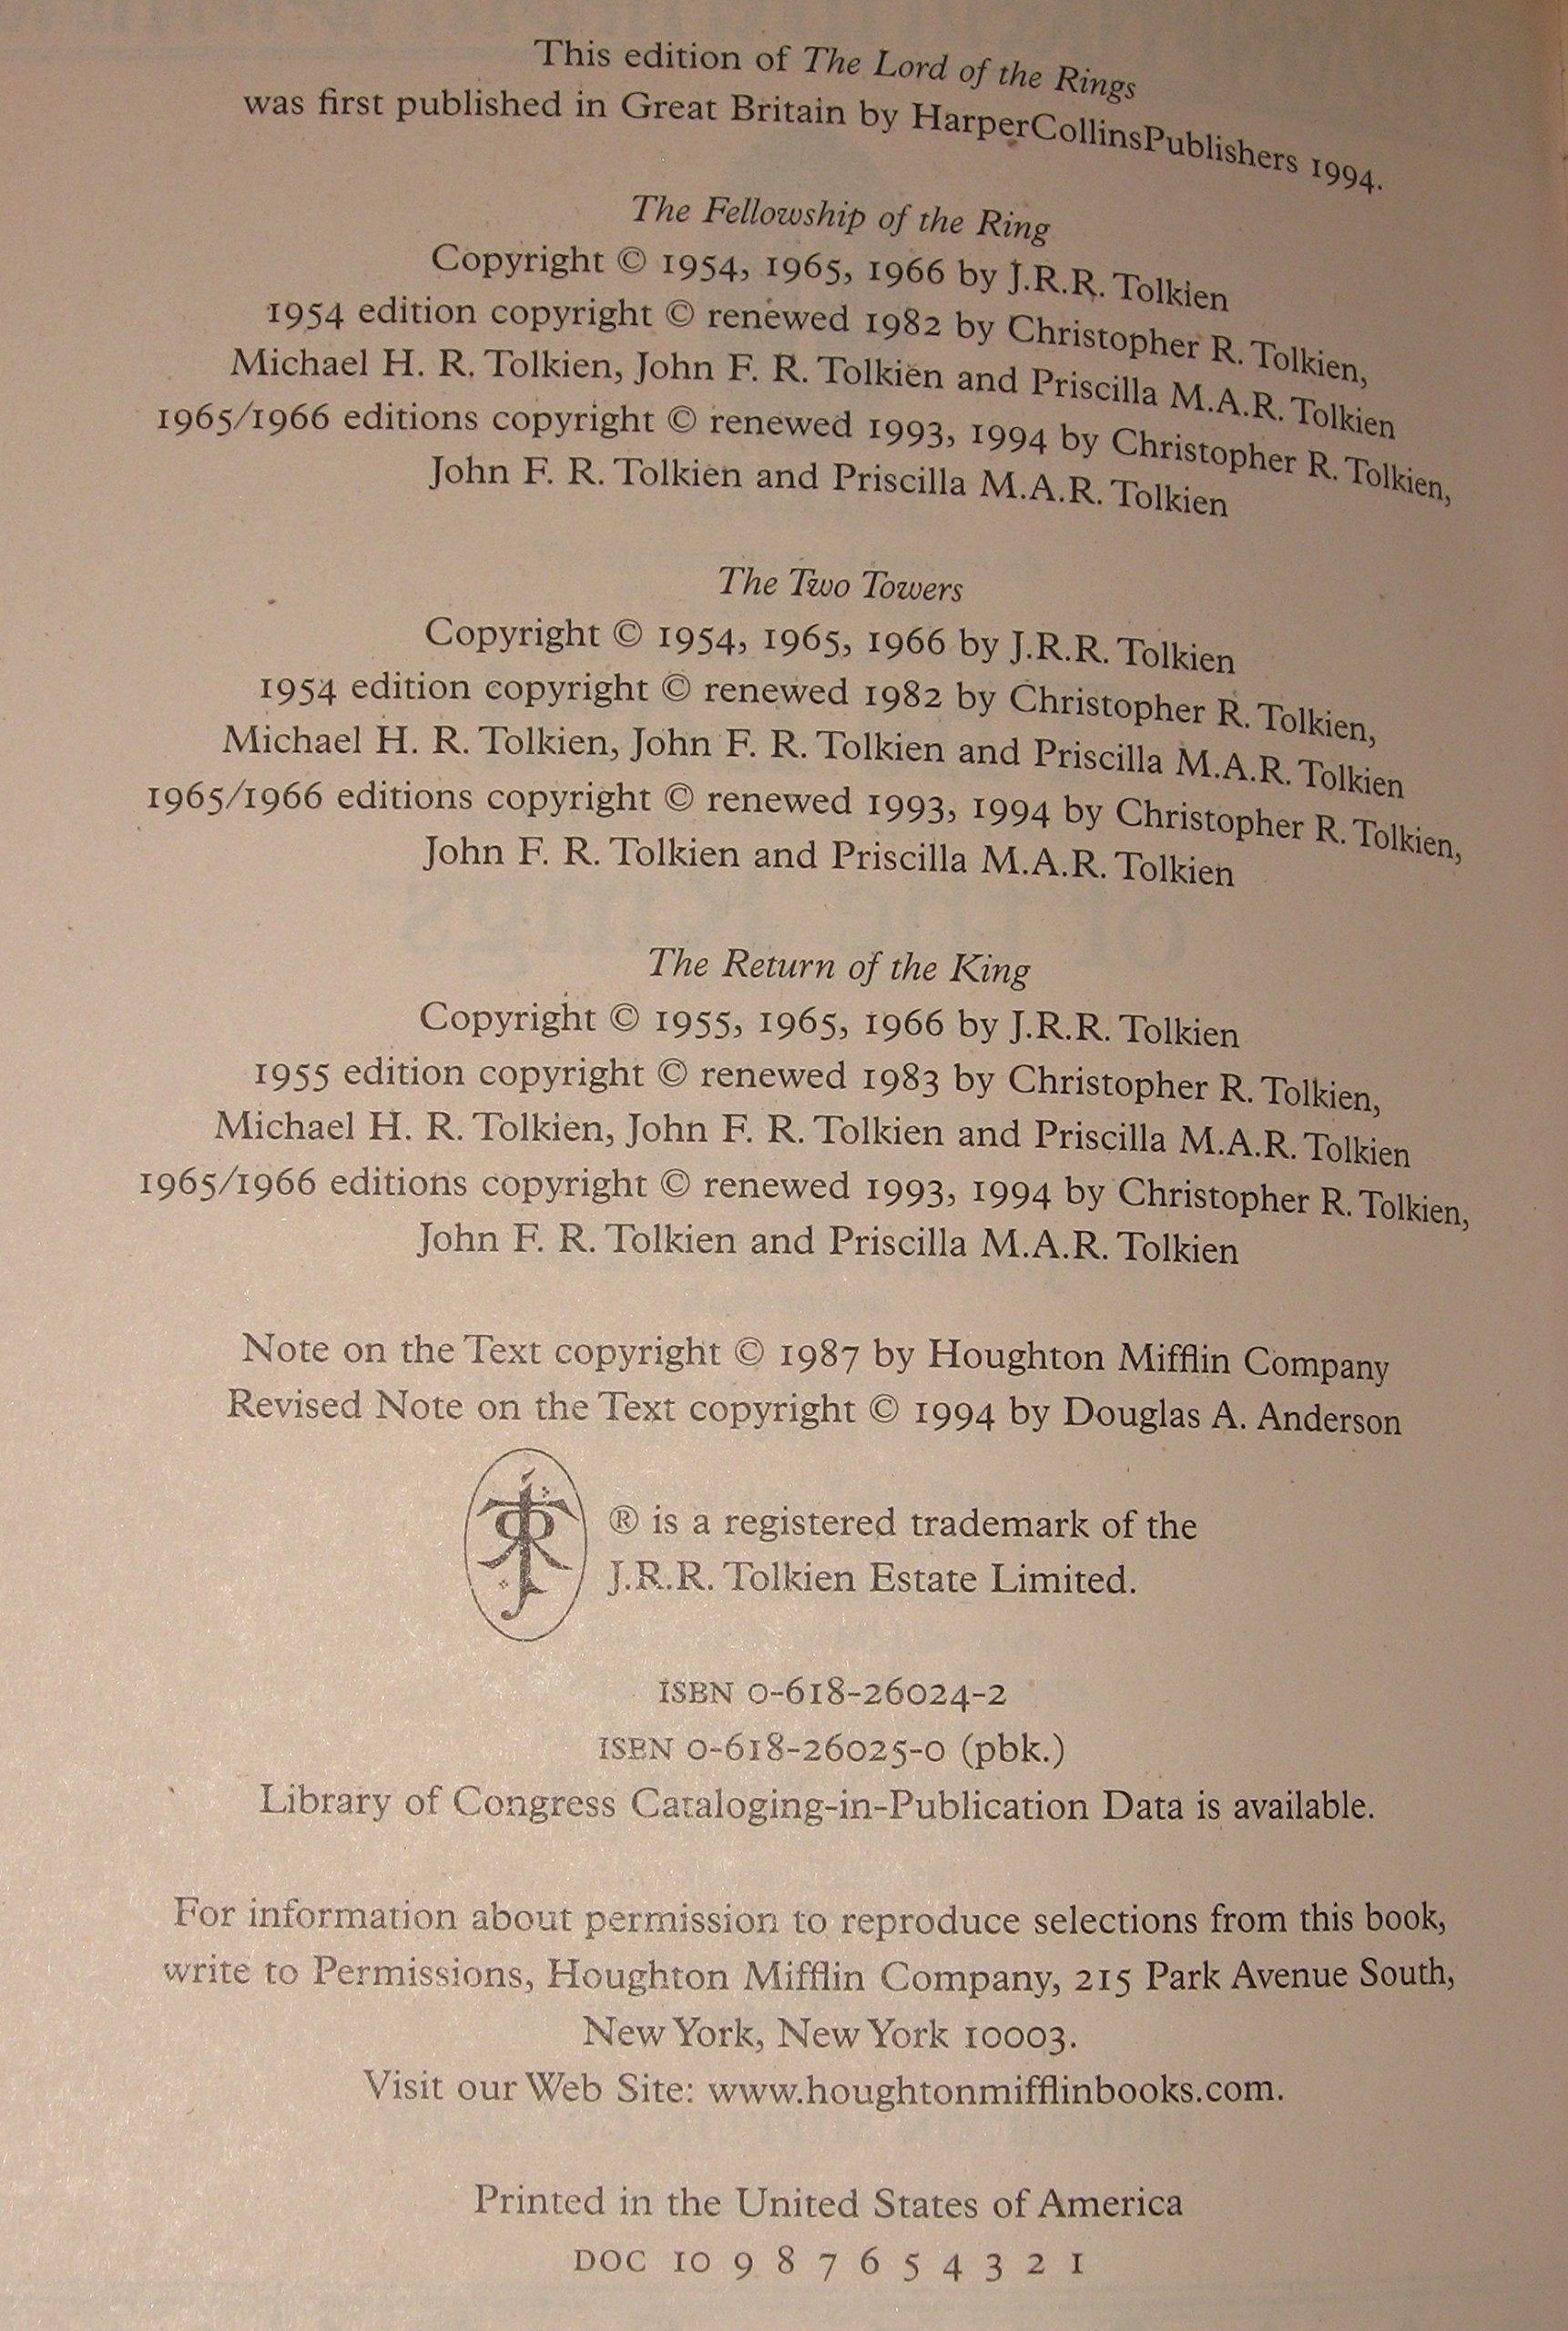 This edition of The Lord of the Rings
was first published in Great Britain by HarperCollinsPublishers 1994.
The Fellowship of the Ring
Copyright © 1954, 1965, 1966 by J.R.R. Tolkien
1954 edition copyright © renewed 1982 by Christopher R. Tolkien,
Michael H. R. Tolkien, John F. R. Tolkien and Priscilla M.A.R. Tolkien
1965/1966 editions copyright © renewed 1993, 1994 by Christopher R. Tolkien,
John F. R. Tolkien and Priscilla M.A.R. Tolkien
The Two Towers
Copyright © 1954, 1965, 1966 by J.R.R. Tolkien
1954 edition copyright © renewed 1982 by Christopher R. Tolkien,
Michael H. R. Tolkien, John F. R. Tolkien and Priscilla M.A.R. Tolkien
1965/1966 editions copyright © renewed 1993, 1994 by Christopher R. Tolkien,
John F. R. Tolkien and Priscilla M.A.R. Tolkien
The Return of the King
Copyright © 1955, 1965, 1966 by J.R.R. Tolkien
1955 edition copyright © renewed 1983 by Christopher R. Tolkien,
Michael H. R. Tolkien, John F. R. Tolkien and Priscilla M.A.R. Tolkien
1965/1966 editions copyright © renewed 1993, 1994 by Christopher R. Tolkien,
John F. R. Tolkien and Priscilla M.A.R. Tolkien
Note on the Text copyright © 1987 by Houghton Mifflin Company
Revised Note on the Text copyright © 1994 by Douglas A. Anderson
® is a registered trademark of the
J.R.R. Tolkien Estate Limited.
ISBN 0-618-26024-2
ISBN 0-618-26025-0 (pbk.)
Library of Congress Cataloging-in-Publication Data is available.
For information about permission to reproduce selections from this book,
write to Permissions, Houghton Mifflin Company, 215 Park Avenue South,
New York, New York 10003.
Visit our Web Site: www.houghtonmifflinbooks.com.
Printed in the United States of America
DOC 10 9 8 7 6 5 4 3 2 1